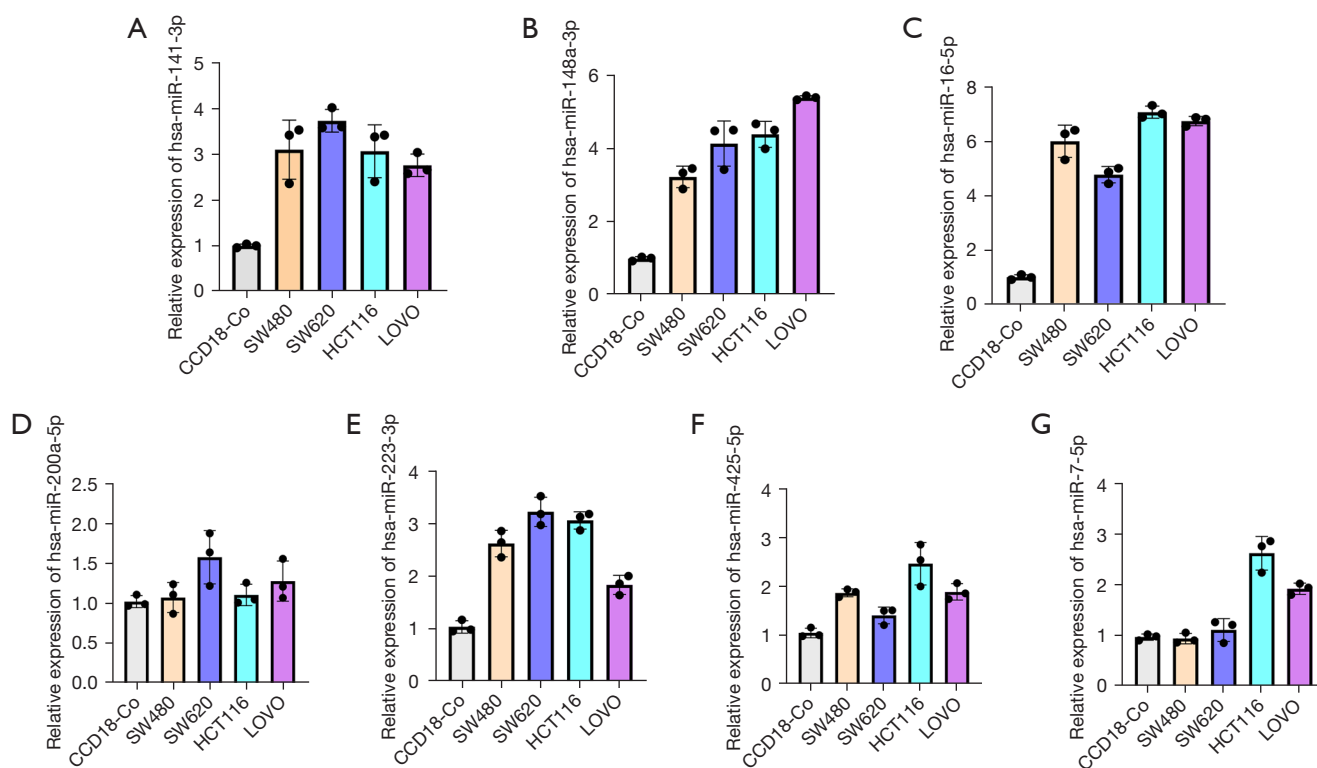 A
Relative expression of hsa-miR-141-3p
5
4
3
2
1
0
CCD18-Co
SW480
SW620
HCT116
LOVO
B
Relative expression of hsa-miR-148a-3p
6
4
2
0
CCD18-Co
SW480
SW620
HCT116
LOVO
C
Relative expression of hsa-miR-16-5p
8
6
4
2
0
CCD18-Co
SW480
SW620
HCT116
LOVO
D
Relative expression of hsa-miR-200a-5p
2.5
2.0
1.5
1.0
0.5
0.0
CCD18-Co
SW480
SW620
HCT116
LOVO
E
Relative expression of hsa-miR-223-3p
4
3
2
1
0
CCD18-Co
SW480
SW620
HCT116
LOVO
F
Relative expression of hsa-miR-425-5p
4
3
2
1
0
CCD18-Co
SW480
SW620
HCT116
LOVO
G
Relative expression of hsa-miR-7-5p
4
3
2
1
0
CCD18-Co
SW480
SW620
HCT116
LOVO